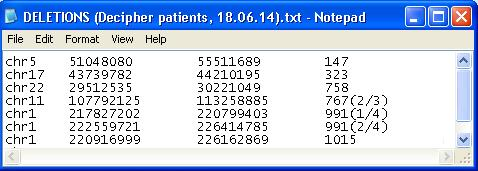 DELETIONS (Decipher patients, 18.06.14).txt - Notepad
File Edit Format View Help
chr5 51048080 55511689 147
chr17 43739782 44210195 323
chr22 29512535 30221049 758
chr11 107792125 113258885 767(2/3)
chr1 217827202 220799403 991(1/4)
chr1 222559721 226414785 991(2/4)
chr1 220916999 226162869 1015